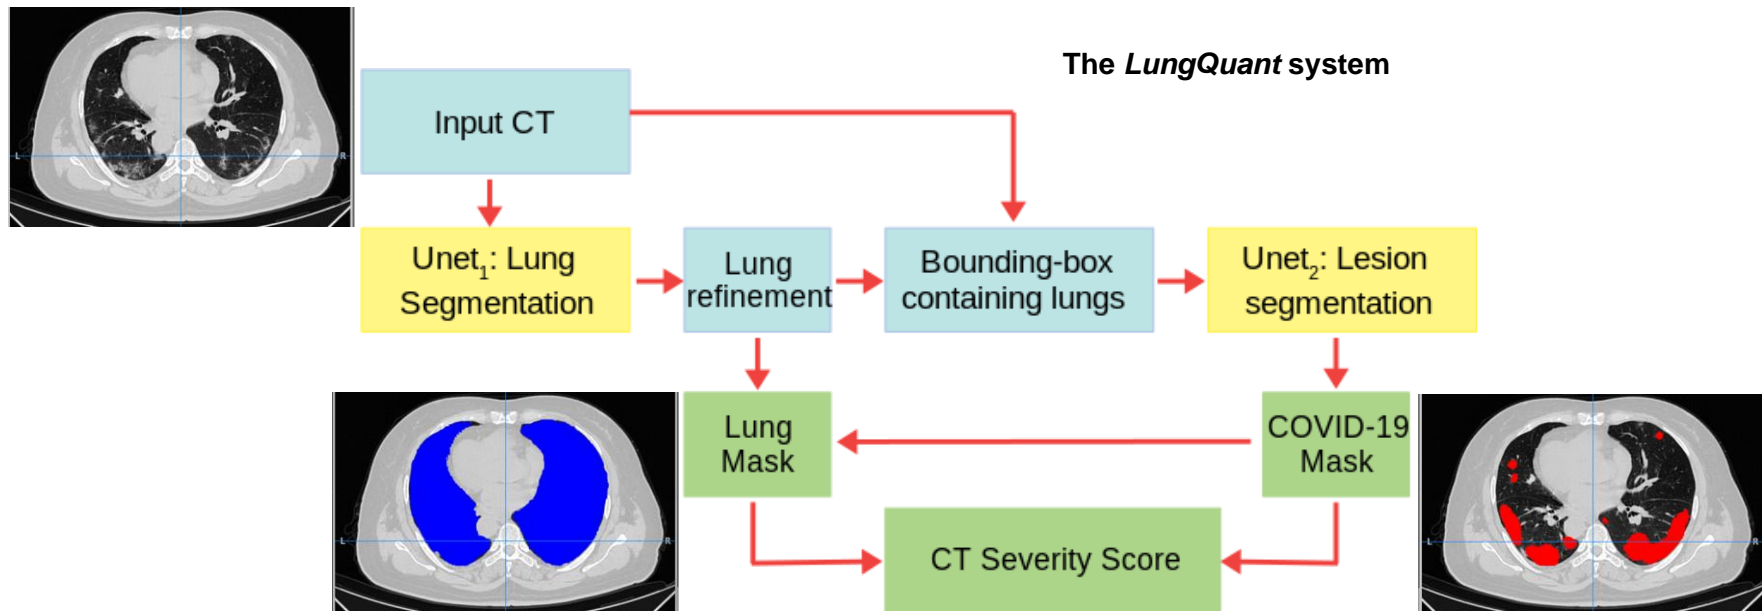 The LungQuant system
Input CT
Unet1: Lung
Segmentation
Lung
refinement
Bounding-box
containing lungs
Unet2: Lesion
segmentation
Lung
Mask
COVID-19
Mask
CT Severity Score
L
R
L
R
L
R